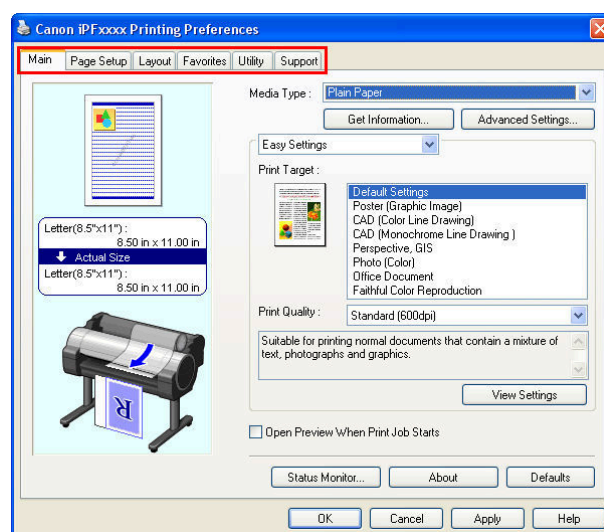 Canon iPFxxxx Printing Preferences
Main Page Setup Layout Favorites Utility Support
Media Type : Plain Paper
Get Information... Advanced Settings...
Easy Settings
Print Target :
Default Settings
Poster (Graphic Image)
CAD (Color Line Drawing)
CAD (Monochrome Line Drawing )
Perspective, GIS
Photo (Color)
Office Document
Faithful Color Reproduction
Letter(8.5"x11") :
8.50 in x 11.00 in
Actual Size
Letter(8.5"x11") :
8.50 in x 11.00 in
R
Print Quality : Standard (600dpi)
Suitable for printing normal documents that contain a mixture of
text, photographs and graphics.
View Settings
Open Preview When Print Job Starts
Status Monitor... About Defaults
OK Cancel Apply Help